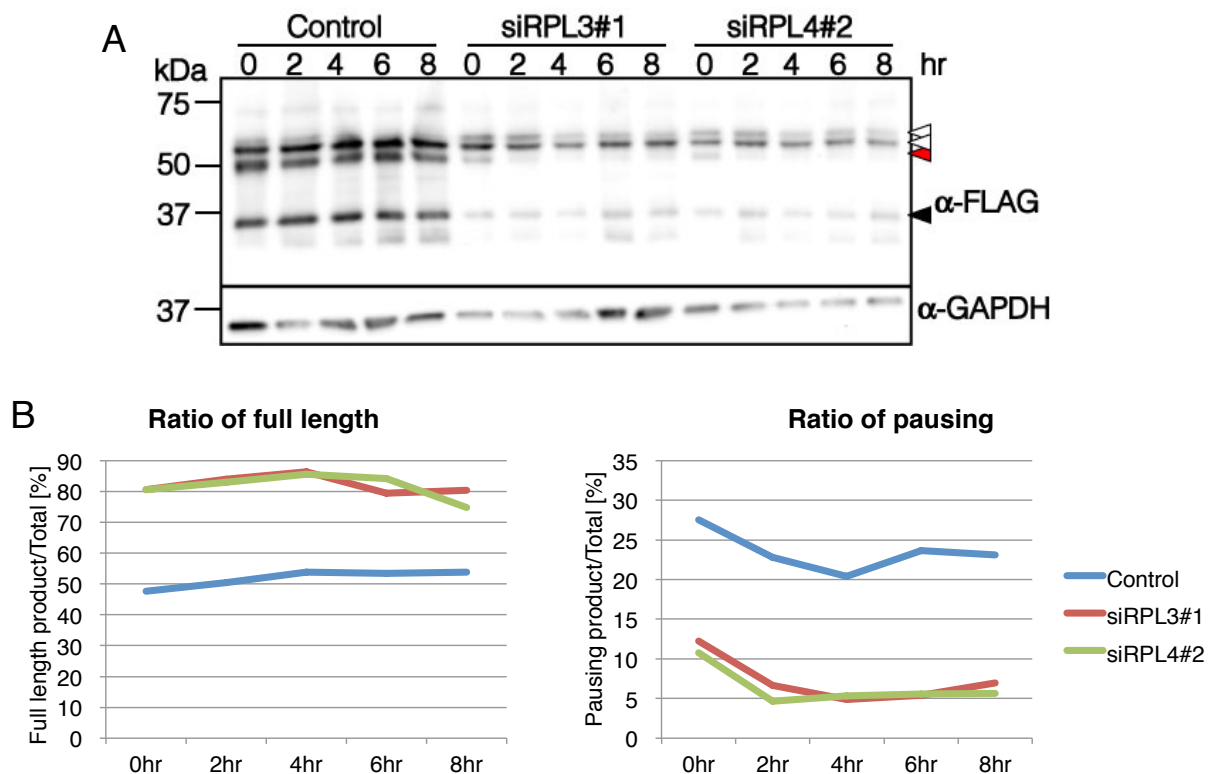 A
Control siRPL3#1 siRPL4#2
kDa 0 2 4 6 8 0 2 4 6 8 0 2 4 6 8 hr
75
50
37
α-FLAG
37
α-GAPDH
B
Ratio of full length
Full length product/Total [%]
90
80
70
60
50
40
30
20
10
0
0hr 2hr 4hr 6hr 8hr
Ratio of pausing
Pausing product/Total [%]
35
30
25
20
15
10
5
0
0hr 2hr 4hr 6hr 8hr
Control
siRPL3#1
siRPL4#2